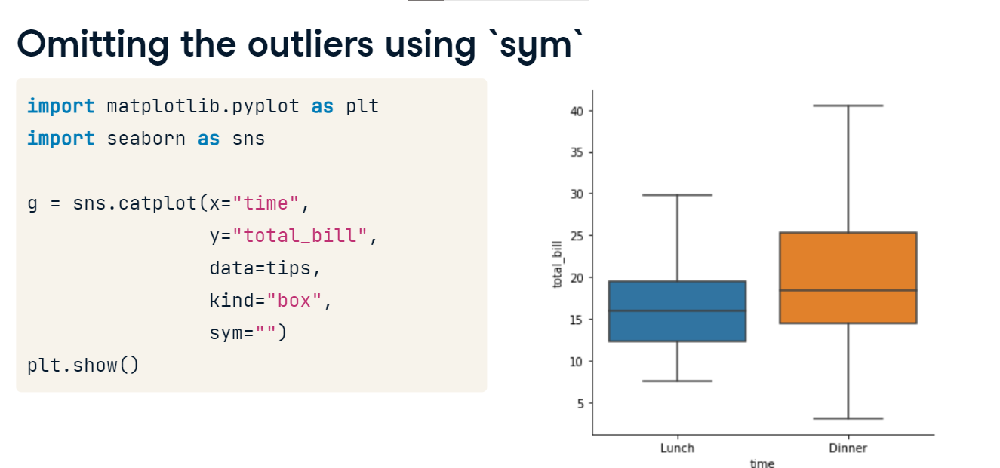 Omitting the outliers using `sym`
import matplotlib.pyplot as plt
import seaborn as sns
g = sns.catplot(x="time",
y="total_bill",
data=tips,
kind="box",
sym="")
plt.show()
40
35
30
25
20
15
10
5
total_bill
Lunch Dinner
time